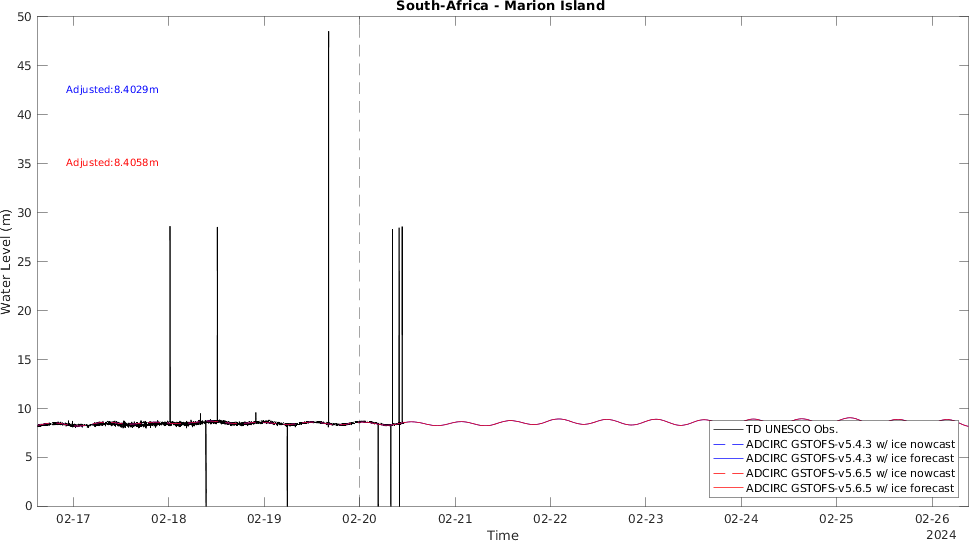 South-Africa - Marion Island
50
45
40
35
30
25
20
15
10
5
0
Water Level (m)
Adjusted:8.4029m
Adjusted:8.4058m
TD UNESCO Obs.
ADCIRC GSTOFS-v5.4.3 w/ ice nowcast
ADCIRC GSTOFS-v5.4.3 w/ ice forecast
ADCIRC GSTOFS-v5.6.5 w/ ice nowcast
ADCIRC GSTOFS-v5.6.5 w/ ice forecast
02-17 02-18 02-19 02-20 02-21 02-22 02-23 02-24 02-25 02-26
2024
Time